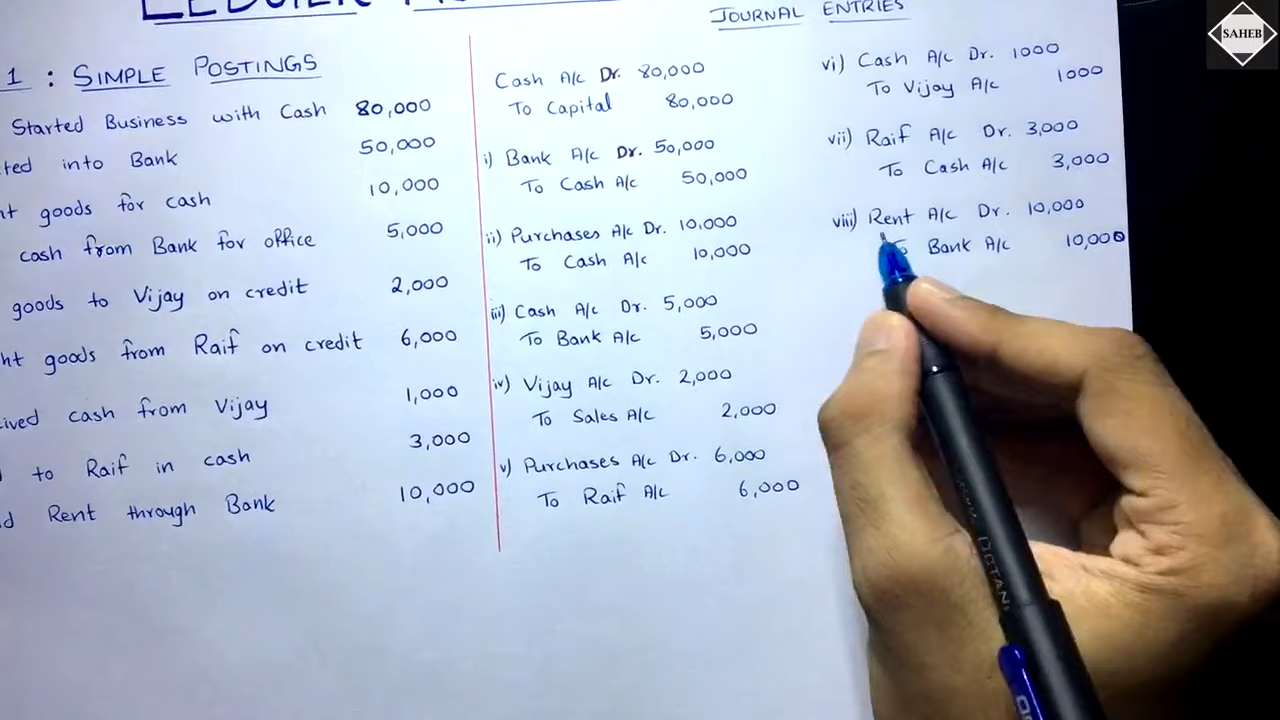 JOURNAL ENTRIES
1 : SIMPLE POSTINGS
Started Business with Cash 80,000
into Bank 50,000
goods for cash 10,000
cash from Bank for office 5,000
goods to Vijay on credit 2,000
goods from Raif on credit 6,000
cash from Vijay 1,000
to Raif in cash 3,000
Rent through Bank 10,000
Cash A/c Dr. 80,000
To Capital 80,000
i) Bank A/c Dr. 50,000
To Cash A/c 50,000
ii) Purchases A/c Dr. 10,000
To Cash A/c 10,000
iii) Cash A/c Dr. 5,000
To Bank A/c 5,000
iv) Vijay A/c Dr. 2,000
To Sales A/c 2,000
v) Purchases A/c Dr. 6,000
To Raif A/c 6,000
vi) Cash A/c Dr. 1000
To Vijay A/c 1000
vii) Raif A/c Dr. 3,000
To Cash A/c 3,000
viii) Rent A/c Dr. 10,000
To Bank A/c 10,000
SAHEB